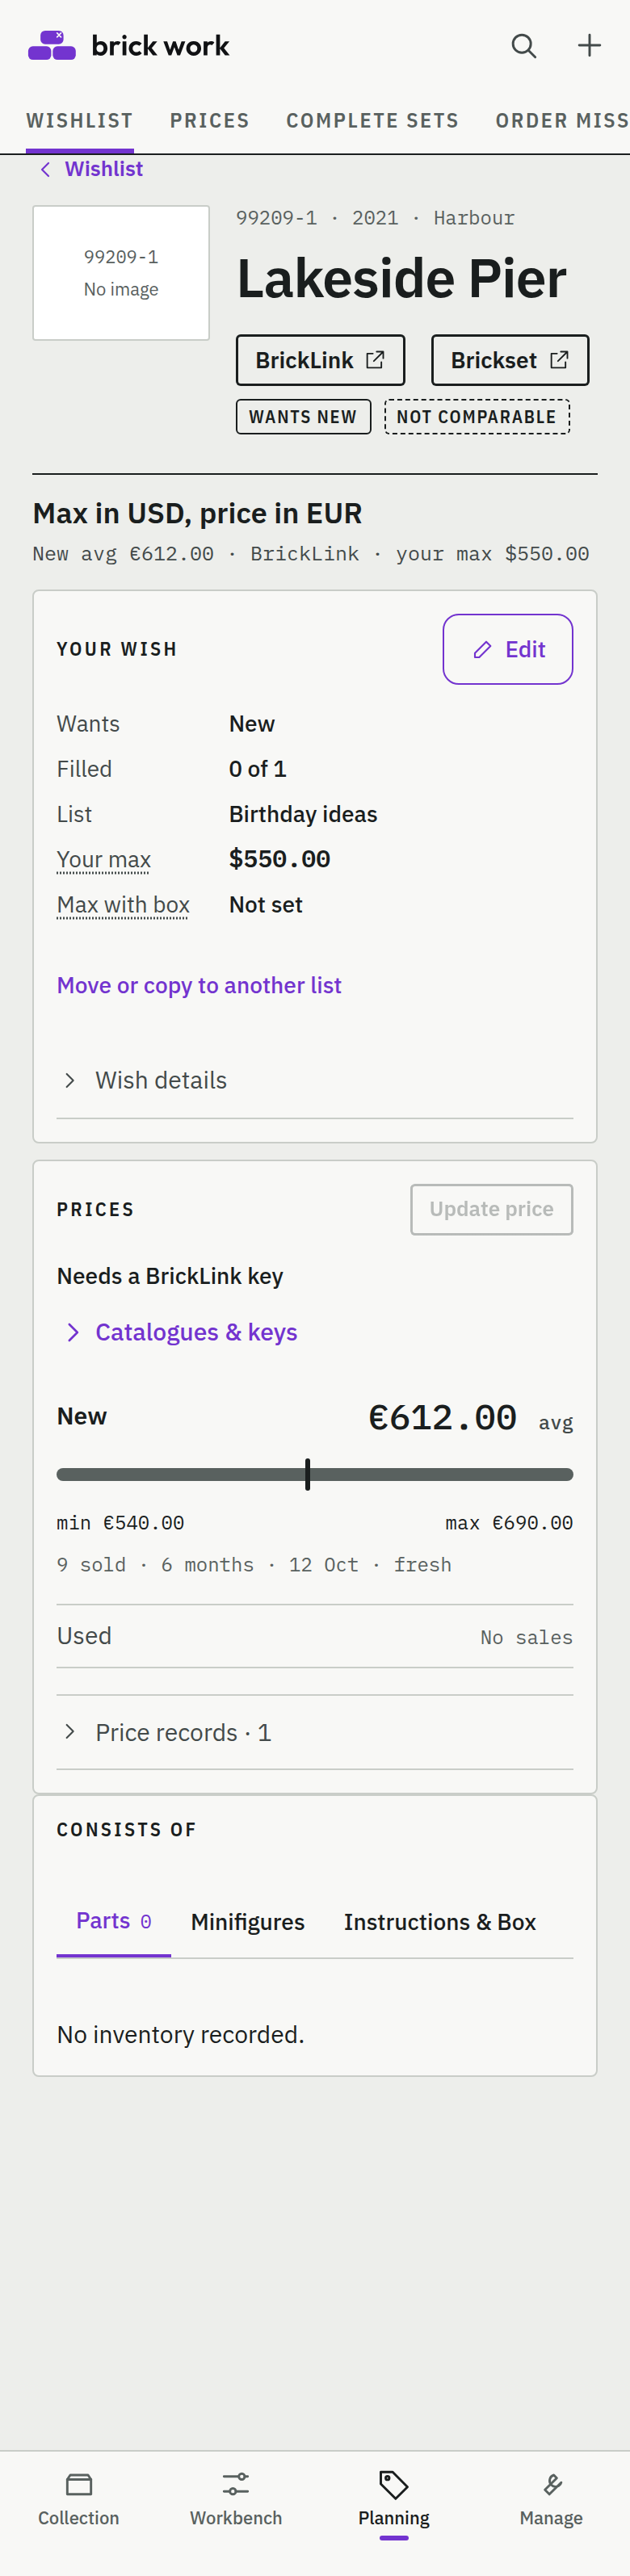 brick work
WISHLIST PRICES COMPLETE SETS ORDER MISS
Wishlist
99209-1
No image
99209-1 · 2021 · Harbour
Lakeside Pier
BrickLink Brickset
WANTS NEW NOT COMPARABLE
Max in USD, price in EUR
New avg €612.00 · BrickLink · your max $550.00
YOUR WISH Edit
Wants New
Filled 0 of 1
List Birthday ideas
Your max $550.00
Max with box Not set
Move or copy to another list
Wish details
PRICES Update price
Needs a BrickLink key
Catalogues & keys
New €612.00 avg
min €540.00 max €690.00
9 sold · 6 months · 12 Oct · fresh
Used No sales
Price records · 1
CONSISTS OF
Parts 0 Minifigures Instructions & Box
No inventory recorded.
Collection Workbench Planning Manage